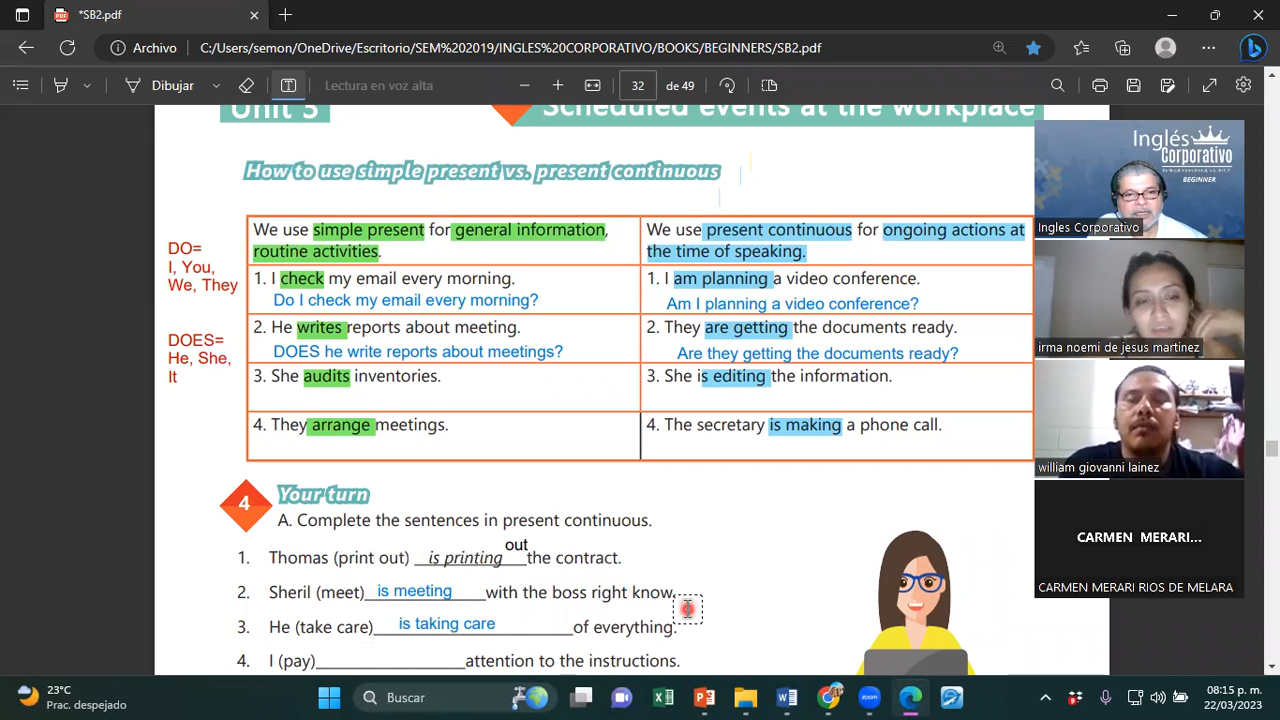 *SB2.pdf
Archivo
C:/Users/semon/OneDrive/Escritorio/SEM%202019/INGLES%20CORPORATIVO/BOOKS/BEGINNERS/SB2.pdf
Dibujar
Lectura en voz alta
32 de 49
Unit 3
Scheduled events at the workplace
How to use simple present vs. present continuous
DO=
I, You,
We, They
DOES=
He, She,
It
We use simple present for general information,
routine activities.
We use present continuous for ongoing actions at
the time of speaking.
1. I check my email every morning.
Do I check my email every morning?
1. I am planning a video conference.
Am I planning a video conference?
2. He writes reports about meeting.
DOES he write reports about meetings?
2. They are getting the documents ready.
Are they getting the documents ready?
3. She audits inventories.
3. She is editing the information.
4. They arrange meetings.
4. The secretary is making a phone call.
4
Your turn
A. Complete the sentences in present continuous.
1. Thomas (print out) is printing out the contract.
2. Sheril (meet) is meeting with the boss right know.
3. He (take care) is taking care of everything.
4. I (pay)_________________attention to the instructions.
Inglés
Corporativo
BEGINNER
Ingles Corporativo
irma noemi de jesus martinez
william giovanni lainez
CARMEN MERARI...
CARMEN MERARI RIOS DE MELARA
23°C
Prac. despejado
Buscar
9
08:15 p. m.
22/03/2023